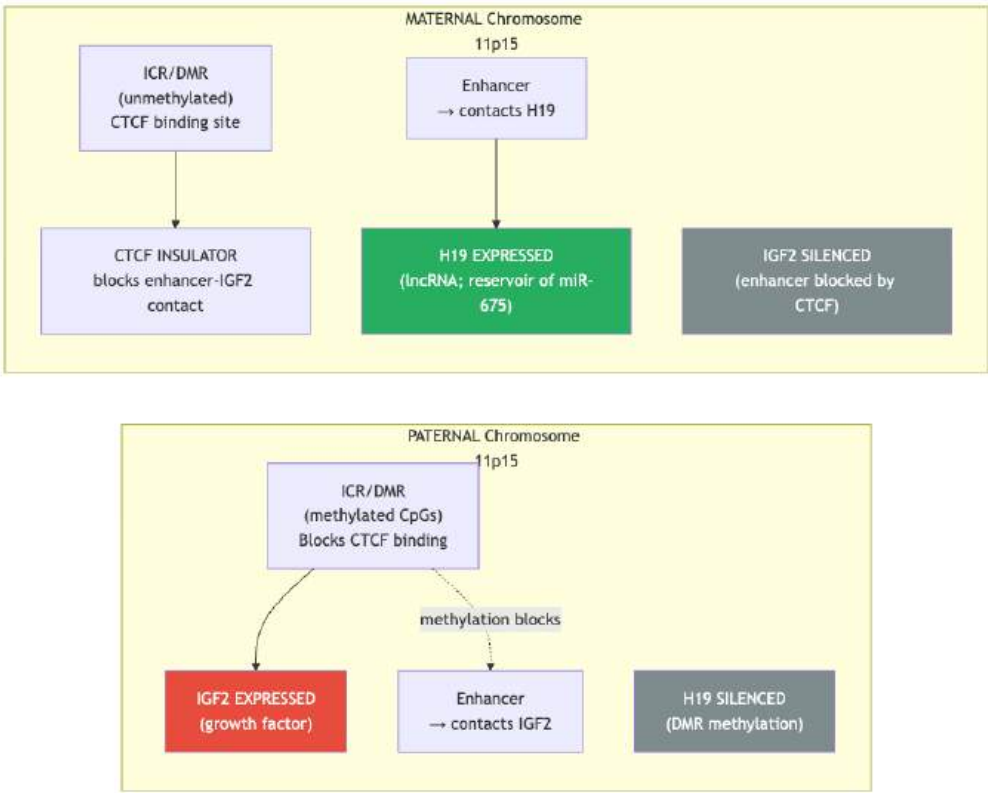 MATERNAL Chromosome
11p15
ICR/DMR
(unmethylated)
CTCF binding site
Enhancer
→ contacts H19
CTCF INSULATOR
blocks enhancer-IGF2
contact
H19 EXPRESSED
(lncRNA; reservoir of miR-
675)
IGF2 SILENCED
(enhancer blocked by
CTCF)
PATERNAL Chromosome
11p15
ICR/DMR
(methylated CpGs)
Blocks CTCF binding
methylation blocks
IGF2 EXPRESSED
(growth factor)
Enhancer
→ contacts IGF2
H19 SILENCED
(DMR methylation)